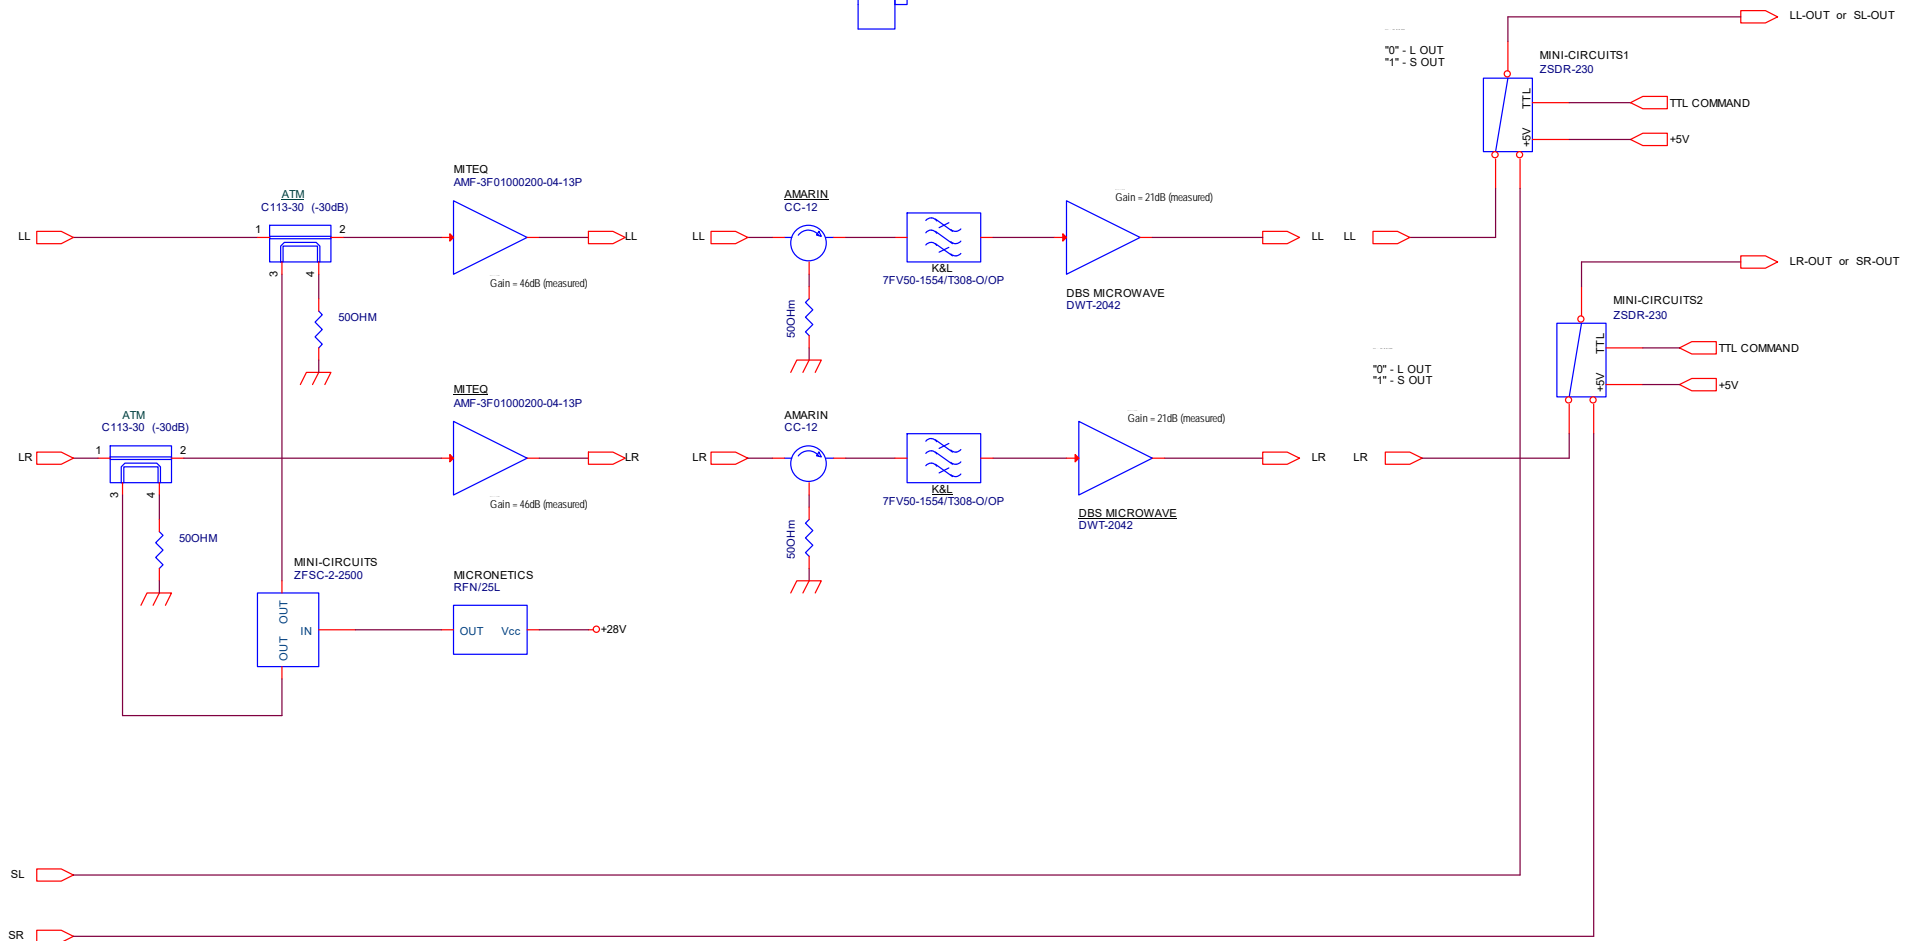 LL-OUT or SL-OUT
"0" - L OUT
"1" - S OUT
MINI-CIRCUITS1
ZSDR-230
TTL
TTL COMMAND
+5V
+5V
MITEQ
AMF-3F01000200-04-13P
ATM
C113-30 (-30dB)
AMARIN
CC-12
Gain = 21dB (measured)
LL
1
2
LL
LL
LL
LL
3
4
Gain = 46dB (measured)
K&L
7FV50-1554/T308-O/OP
DBS MICROWAVE
DWT-2042
50OHM
50OHm
LR-OUT or SR-OUT
MINI-CIRCUITS2
ZSDR-230
TTL
TTL COMMAND
+5V
+5V
"0" - L OUT
"1" - S OUT
MITEQ
AMF-3F01000200-04-13P
ATM
C113-30 (-30dB)
AMARIN
CC-12
Gain = 21dB (measured)
LR
1
2
LR
LR
LR
LR
3
4
Gain = 46dB (measured)
K&L
7FV50-1554/T308-O/OP
DBS MICROWAVE
DWT-2042
50OHM
50OHm
MINI-CIRCUITS
ZFSC-2-2500
MICRONETICS
RFN/25L
OUT
OUT
IN
OUT
Vcc
+28V
SL
SR